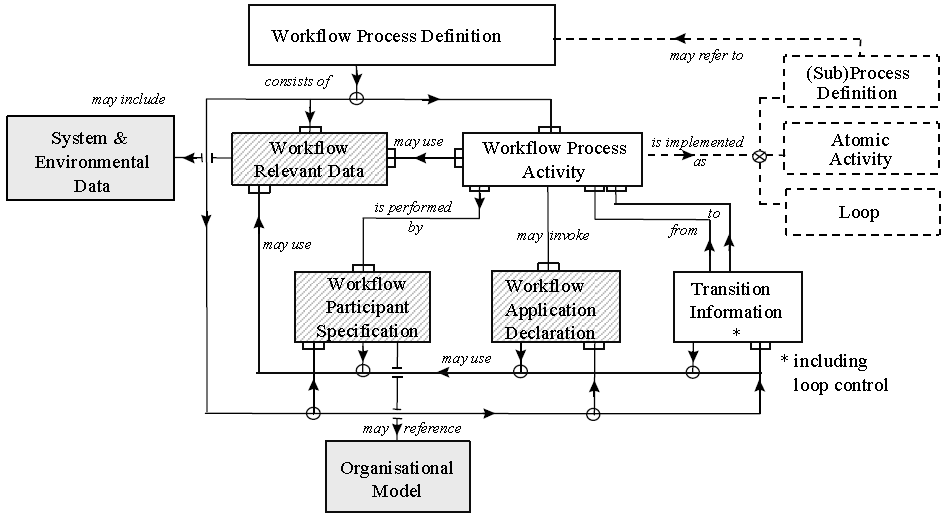 Workflow Process Definition
may refer to
consists of
(Sub)Process
Definition
may include
System &
Environmental
Data
Workflow
Relevant Data
may use
Workflow Process
Activity
is implemented
as
Atomic
Activity
Loop
is performed
by
may use
may invoke
from
to
Workflow
Participant
Specification
Workflow
Application
Declaration
Transition
Information
*
may use
* including
loop control
may reference
Organisational
Model